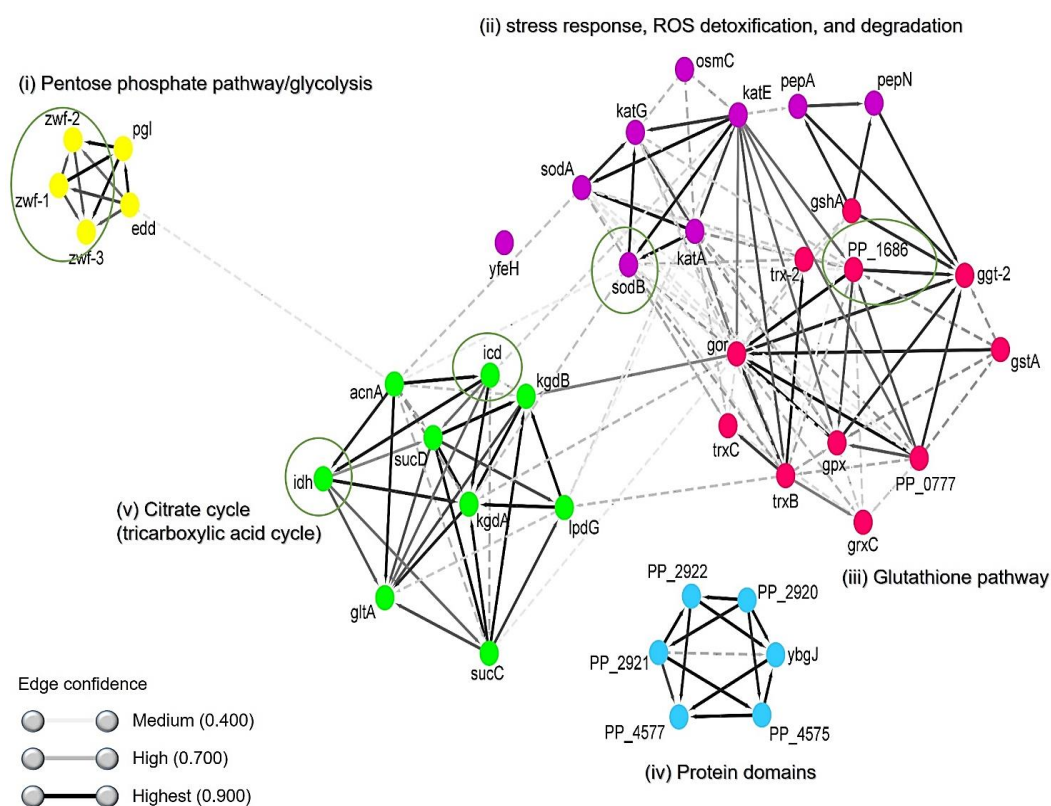 (ii) stress response, ROS detoxification, and degradation
osmC
katE
pepA
pepN
(i) Pentose phosphate pathway/glycolysis
zwf-2
pgl
katG
sodA
zwf-1
gshA
edd
zwf-3
PP_1686
yfeH
katA
trx-2
ggt-2
sodB
gor
icd
gstA
acnA
kgdB
trxC
sucD
gpx
idh
PP_0777
trxB
(v) Citrate cycle
(tricarboxylic acid cycle)
kgdA
lpdG
grxC
(iii) Glutathione pathway
PP_2922
PP_2920
gltA
ybgJ
PP_2921
sucC
Edge confidence
PP_4577
PP_4575
Medium (0.400)
High (0.700)
(iv) Protein domains
Highest (0.900)